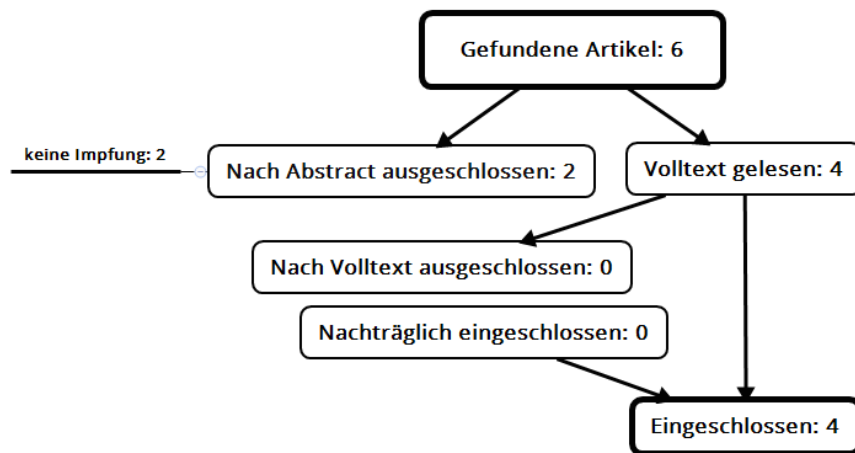 Gefundene Artikel: 6
keine Impfung: 2
Nach Abstract ausgeschlossen: 2
Volltext gelesen: 4
Nach Volltext ausgeschlossen: 0
Nachträglich eingeschlossen: 0
Eingeschlossen: 4